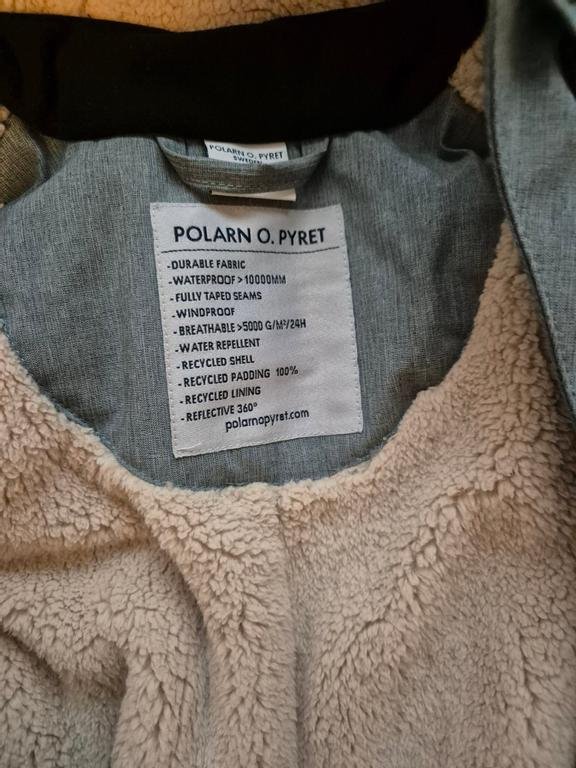 POLARN O. PYRET
SWEDEN
POLARN O. PYRET
-DURABLE FABRIC
-WATERPROOF > 10000MM
-FULLY TAPED SEAMS
-WINDPROOF
-BREATHABLE >5000 G/M²/24H
-WATER REPELLENT
-RECYCLED SHELL
-RECYCLED PADDING 100%
-RECYCLED LINING
-REFLECTIVE 360°
polarnopyret.com